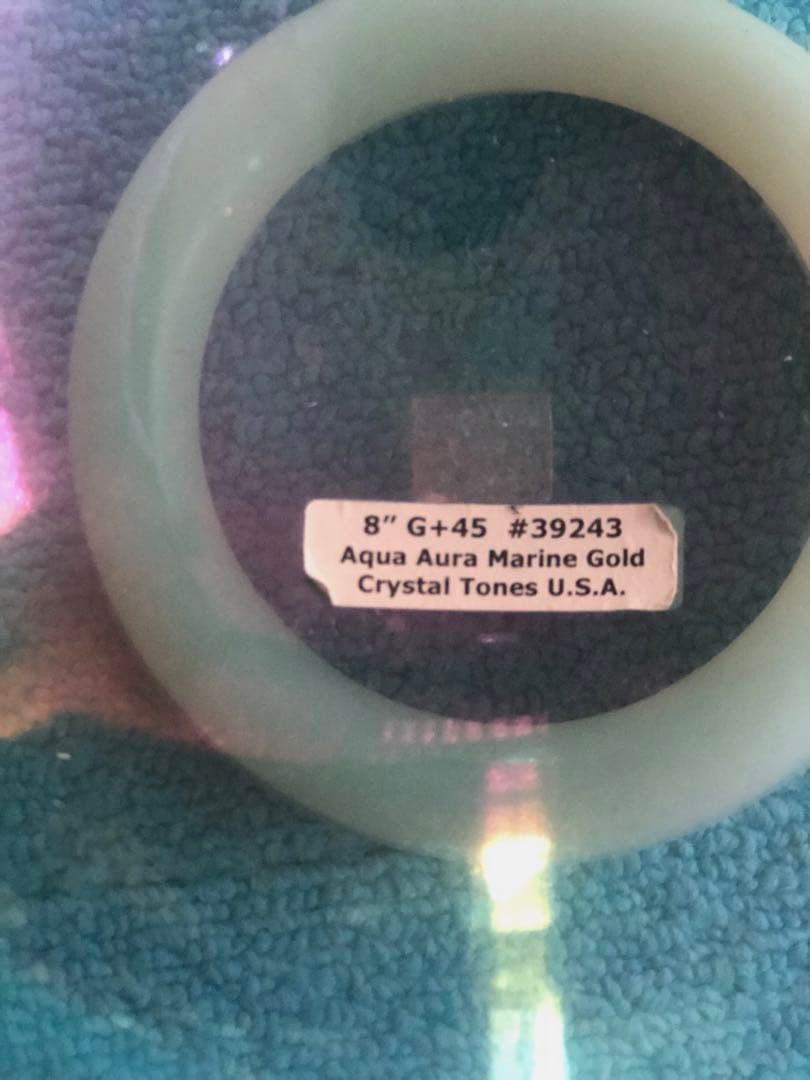 8” G+45 #39243
Aqua Aura Marine Gold
Crystal Tones U.S.A.